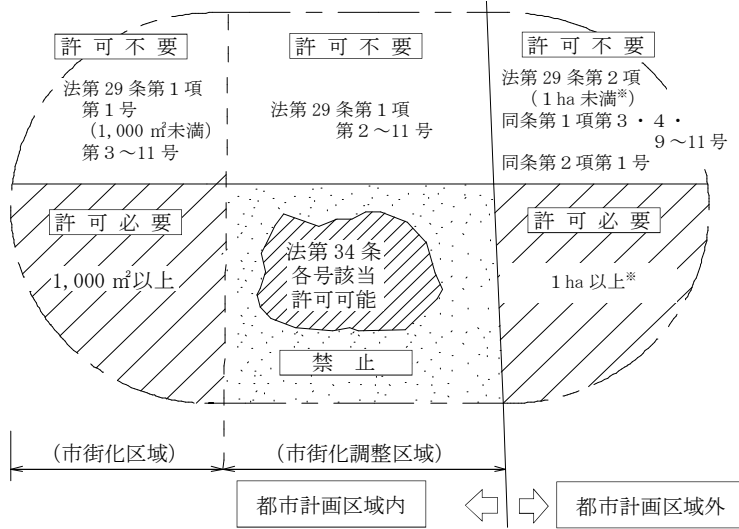 許可不要
法第29条第1項
第1号
(1,000㎡未満)
第3~11号
許可不要
法第29条第1項
第2~11号
許可不要
法第29条第2項
(1ha未満※)
同条第1項第3・4・
9~11号
同条第2項第1号
許可必要
1,000㎡以上
法第34条
各号該当
許可可能
禁止
許可必要
1ha以上※
(市街化区域)
(市街化調整区域)
都市計画区域内
都市計画区域外